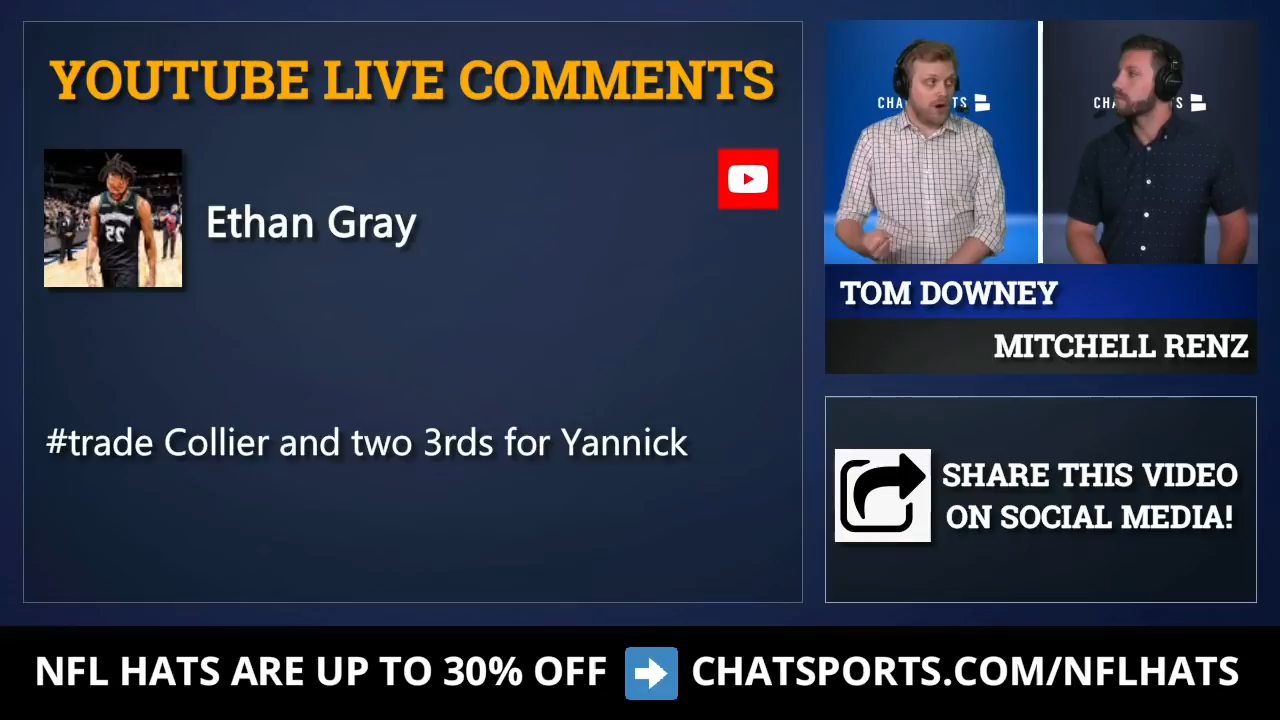 YOUTUBE LIVE COMMENTS
Ethan Gray
#trade Collier and two 3rds for Yannick
TOM DOWNEY
MITCHELL RENZ
SHARE THIS VIDEO
ON SOCIAL MEDIA!
NFL HATS ARE UP TO 30% OFF
CHATSPORTS.COM/NFLHATS